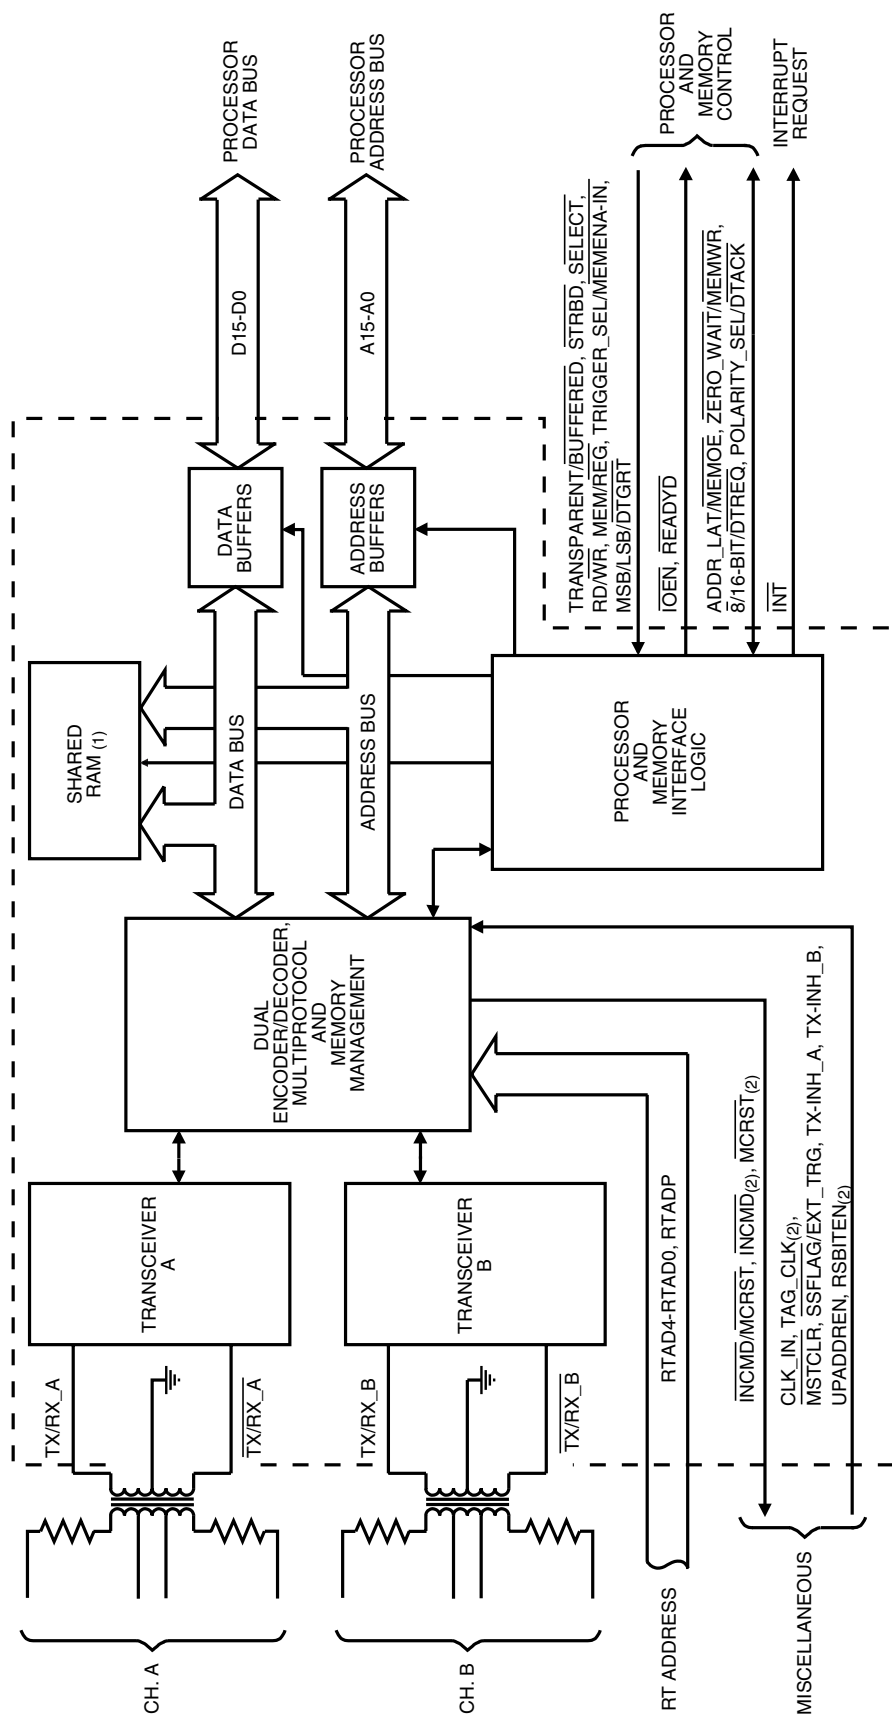 CH. A
CH. B
TX/RX_A
TX/RX_A
TX/RX_B
TX/RX_B
TRANSCEIVER
A
TRANSCEIVER
B
DUAL
ENCODER/DECODER,
MULTIPROTOCOL
AND
MEMORY
MANAGEMENT
SHARED
RAM (1)
DATA BUS
ADDRESS BUS
DATA
BUFFERS
ADDRESS
BUFFERS
D15-D0
A15-A0
PROCESSOR
DATA BUS
PROCESSOR
ADDRESS BUS
PROCESSOR
AND
MEMORY
INTERFACE
LOGIC
TRANSPARENT/BUFFERED, STRBD, SELECT,
RD/WR, MEM/REG, TRIGGER_SEL/MEMENA-IN,
MSB/LSB/DTGRT
IOEN, READYD
ADDR_LAT/MEMOE, ZERO_WAIT/MEMWR,
8/16-BIT/DTREQ, POLARITY_SEL/DTACK
INT
PROCESSOR
AND
MEMORY
CONTROL
INTERRUPT
REQUEST
RT ADDRESS
RTAD4-RTAD0, RTADP
MISCELLANEOUS
INCMD/MCRST, INCMD(2), MCRST(2)
CLK_IN, TAG_CLK(2),
MSTCLR, SSFLAG/EXT_TRG, TX-INH_A, TX-INH_B,
UPADDREN, RSBITEN(2)